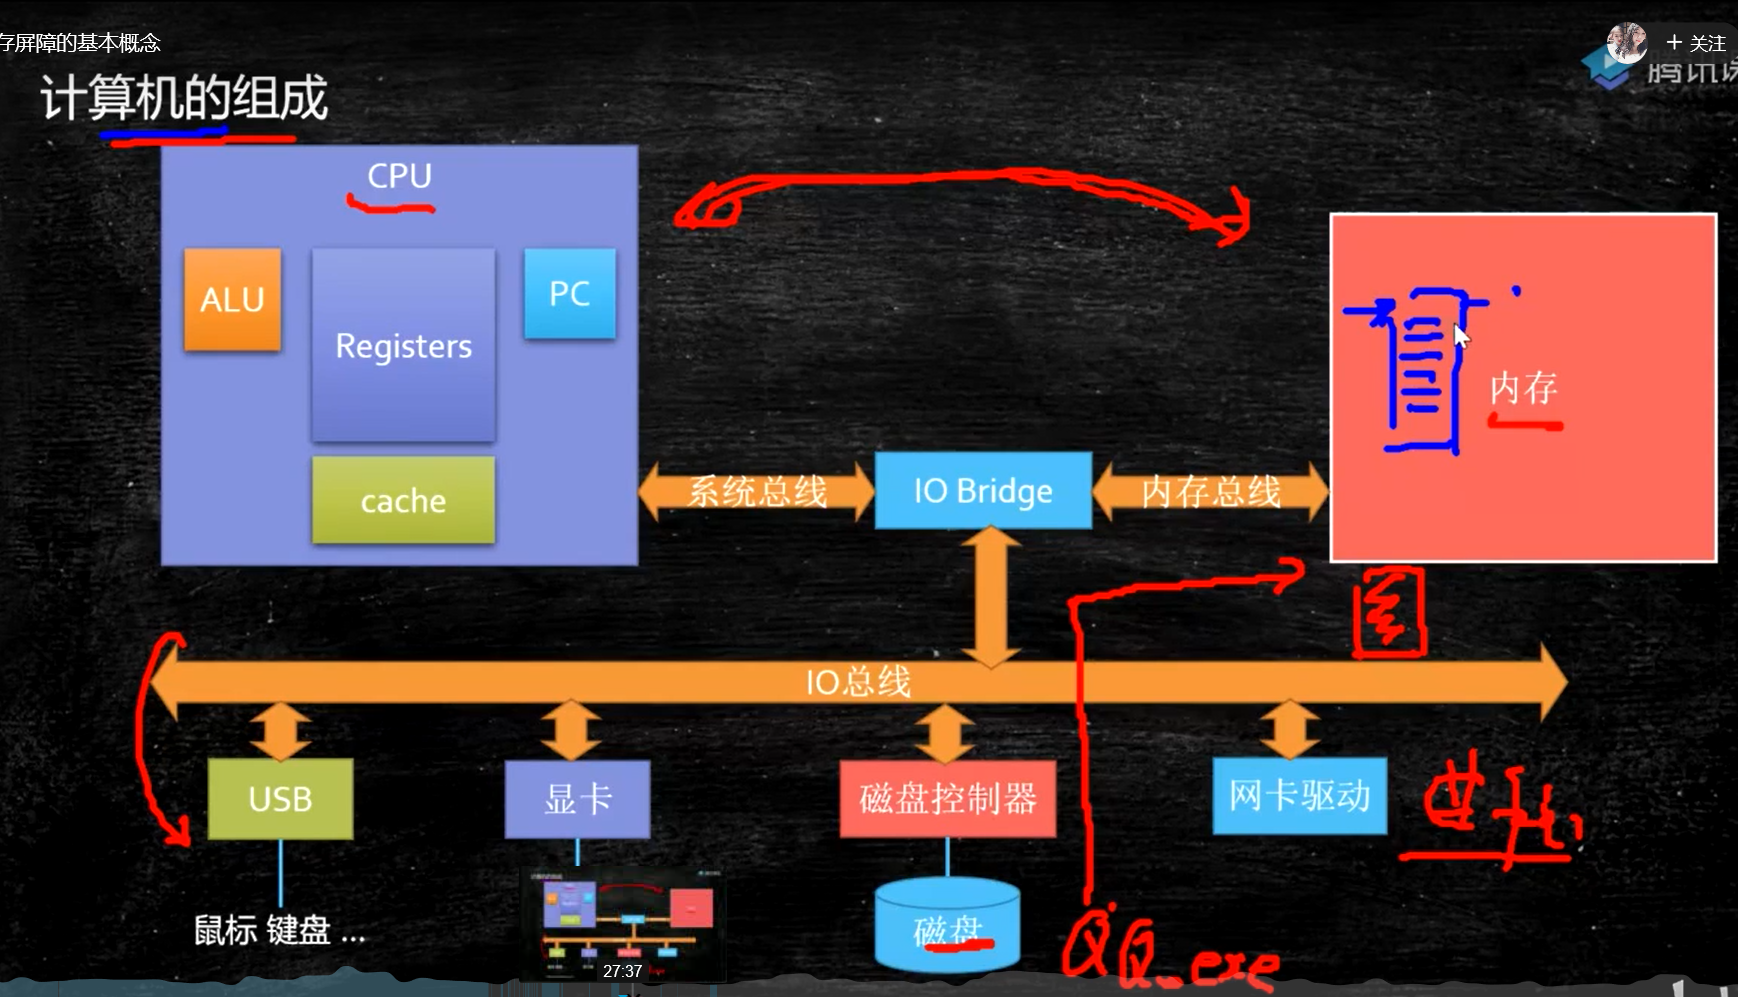 存屏障的基本概念
+ 关注
腾讯课
计算机的组成
CPU
ALU
Registers
PC
cache
内存
系统总线
IO Bridge
内存总线
IO总线
USB
显卡
磁盘控制器
网卡驱动
鼠标 键盘 ...
磁盘
QQ.exe
27:37